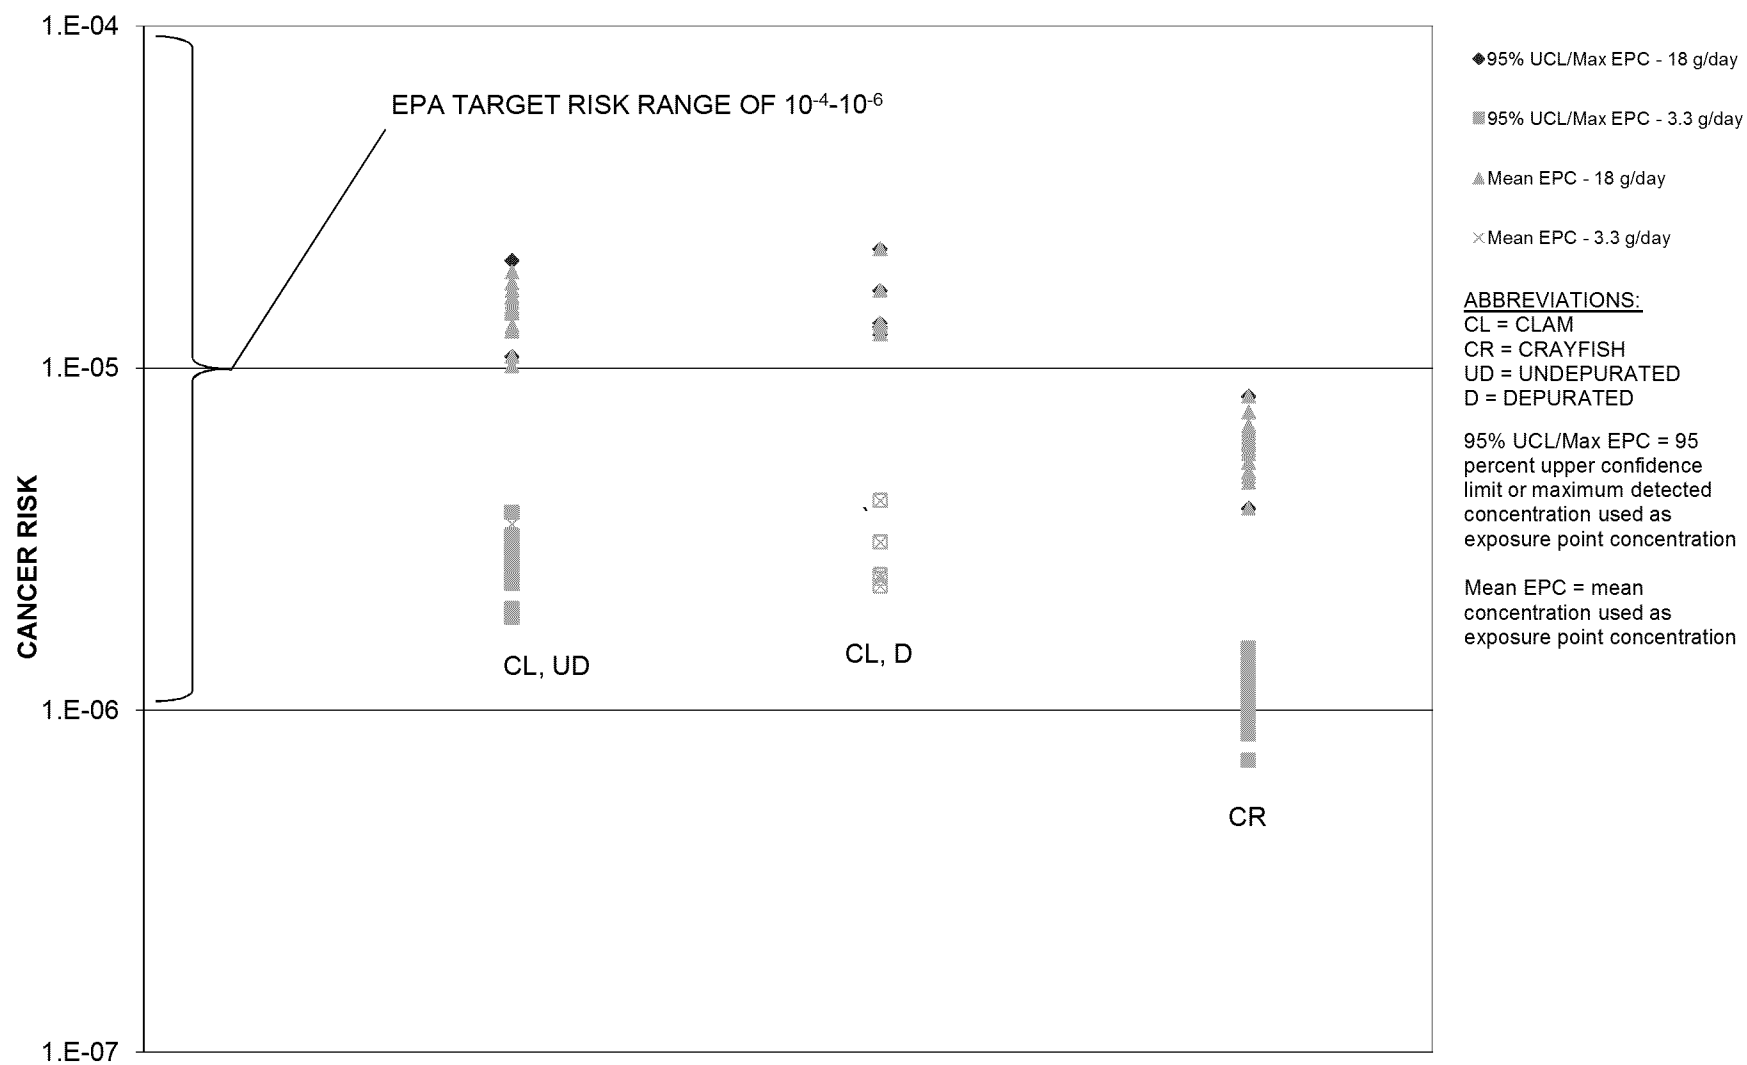 1.E-04
EPA TARGET RISK RANGE OF 10-4-10-6
1.E-05
CANCER RISK
1.E-06
1.E-07
CL, UD
CL, D
CR
95% UCL/Max EPC - 18 g/day
95% UCL/Max EPC - 3.3 g/day
Mean EPC - 18 g/day
Mean EPC - 3.3 g/day
ABBREVIATIONS:
CL = CLAM
CR = CRAYFISH
UD = UNDEPURATED
D = DEPURATED
95% UCL/Max EPC = 95
percent upper confidence
limit or maximum detected
concentration used as
exposure point concentration
Mean EPC = mean
concentration used as
exposure point concentration